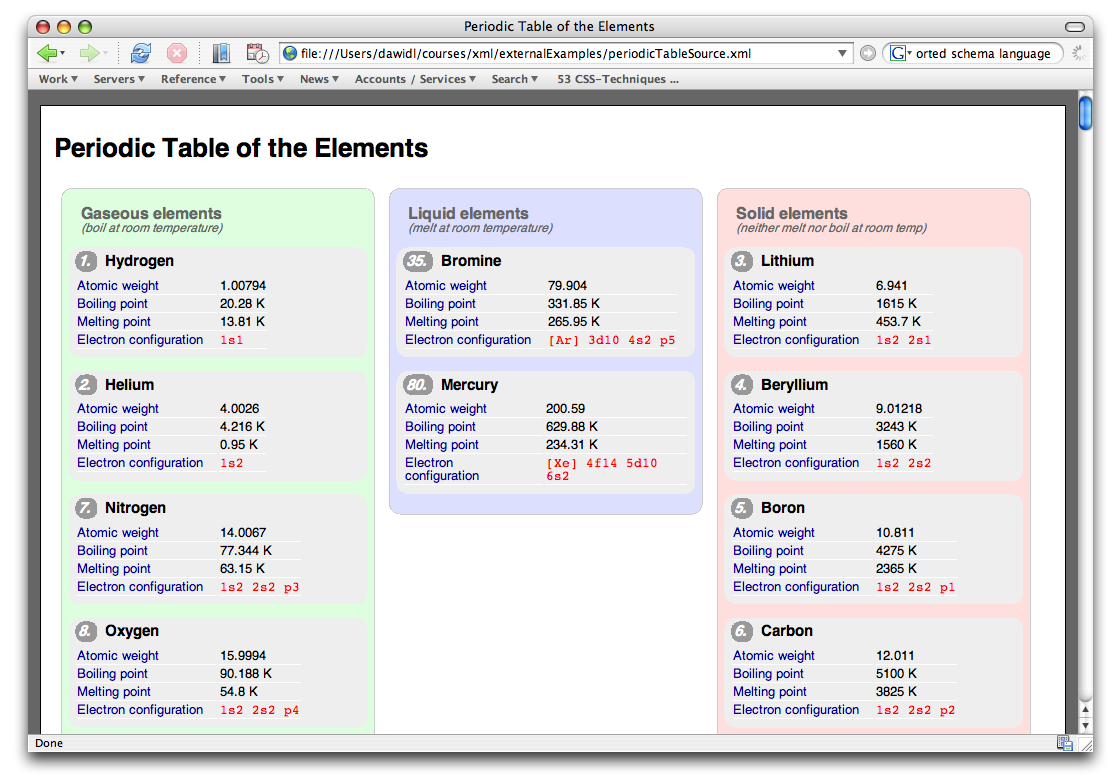 Periodic Table of the Elements
file:///Users/dawidl/courses/xml/externalExamples/periodicTableSource.xml
G
orted schema language
Work Servers Reference Tools News Accounts / Services Search 53 CSS-Techniques ...
Periodic Table of the Elements
Gaseous elements
(boil at room temperature)
1. Hydrogen
Atomic weight 1.00794
Boiling point 20.28 K
Melting point 13.81 K
Electron configuration 1s1
2. Helium
Atomic weight 4.0026
Boiling point 4.216 K
Melting point 0.95 K
Electron configuration 1s2
7. Nitrogen
Atomic weight 14.0067
Boiling point 77.344 K
Melting point 63.15 K
Electron configuration 1s2 2s2 p3
8. Oxygen
Atomic weight 15.9994
Boiling point 90.188 K
Melting point 54.8 K
Electron configuration 1s2 2s2 p4
Liquid elements
(melt at room temperature)
35. Bromine
Atomic weight 79.904
Boiling point 331.85 K
Melting point 265.95 K
Electron configuration [Ar] 3d10 4s2 p5
80. Mercury
Atomic weight 200.59
Boiling point 629.88 K
Melting point 234.31 K
Electron [Xe] 4f14 5d10
configuration 6s2
Solid elements
(neither melt nor boil at room temp)
3. Lithium
Atomic weight 6.941
Boiling point 1615 K
Melting point 453.7 K
Electron configuration 1s2 2s1
4. Beryllium
Atomic weight 9.01218
Boiling point 3243 K
Melting point 1560 K
Electron configuration 1s2 2s2
5. Boron
Atomic weight 10.811
Boiling point 4275 K
Melting point 2365 K
Electron configuration 1s2 2s2 p1
6. Carbon
Atomic weight 12.011
Boiling point 5100 K
Melting point 3825 K
Electron configuration 1s2 2s2 p2
Done